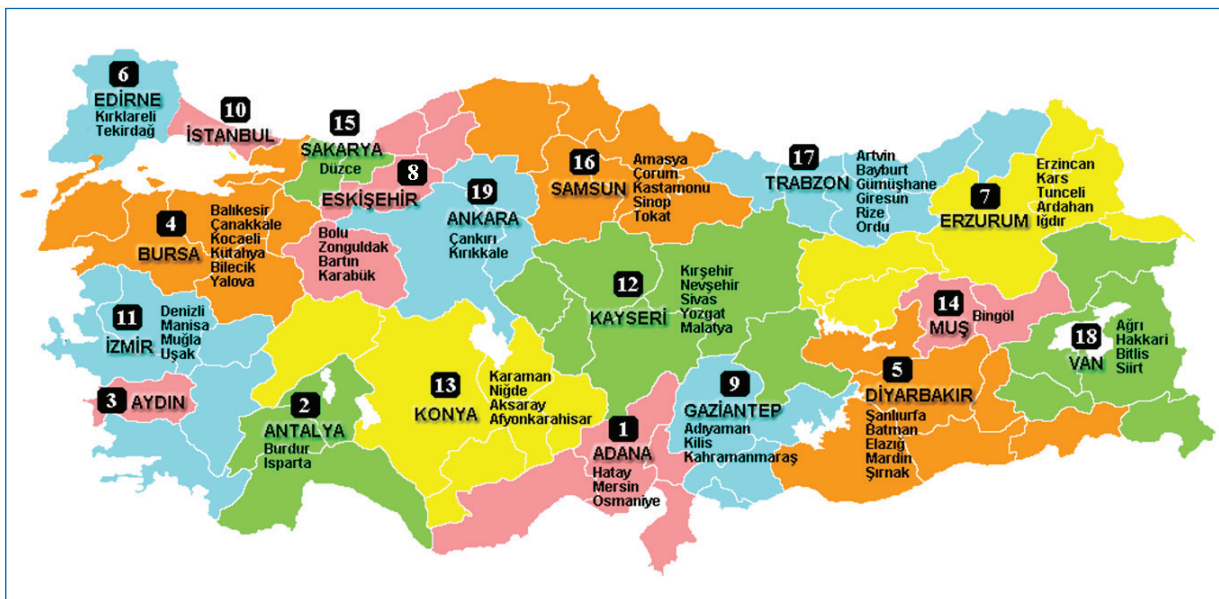 6
EDİRNE
Kırklareli
Tekirdağ
10
İSTANBUL
15
SAKARYA
Düzce
8
ESKİŞEHİR
Bolu
Zonguldak
Bartın
Karabük
19
ANKARA
Çankırı
Kırıkkale
16
SAMSUN
Amasya
Çorum
Kastamonu
Sinop
Tokat
17
TRABZON
Artvin
Bayburt
Gümüşhane
Giresun
Rize
Ordu
7
ERZURUM
Erzincan
Kars
Tunceli
Ardahan
Iğdır
4
BURSA
Balıkesir
Çanakkale
Kocaeli
Kütahya
Bilecik
Yalova
11
İZMİR
Denizli
Manisa
Muğla
Uşak
3 AYDIN
2
ANTALYA
Burdur
Isparta
13
KONYA
Karaman
Niğde
Aksaray
Afyonkarahisar
12
KAYSERİ
Kırşehir
Nevşehir
Sivas
Yozgat
Malatya
1
ADANA
Hatay
Mersin
Osmaniye
9
GAZİANTEP
Adıyaman
Kilis
Kahramanmaraş
14
MUŞ
Bingöl
5
DİYARBAKIR
Şanlıurfa
Batman
Elazığ
Mardin
Şırnak
18
VAN
Ağrı
Hakkari
Bitlis
Siirt